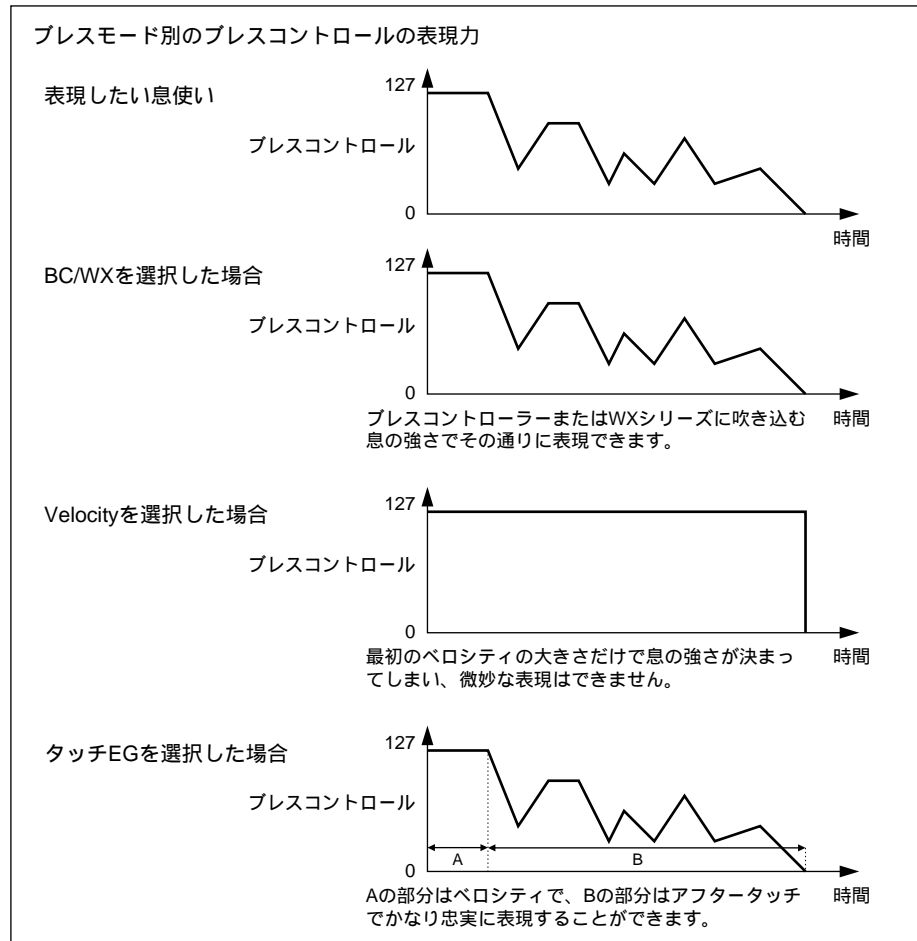 ブレスモード別のブレスコントロールの表現力
表現したい息使い
127
ブレスコントロール
0
時間
BC/WXを選択した場合
127
ブレスコントロール
0
時間
ブレスコントローラーまたはWXシリーズに吹き込む
息の強さでその通りに表現できます。
Velocityを選択した場合
127
ブレスコントロール
0
時間
最初のベロシティの大きさだけで息の強さが決まっ
てしまい、微妙な表現はできません。
タッチEGを選択した場合
127
ブレスコントロール
A
B
0
時間
Aの部分はベロシティで、Bの部分はアフタータッチ
でかなり忠実に表現することができます。